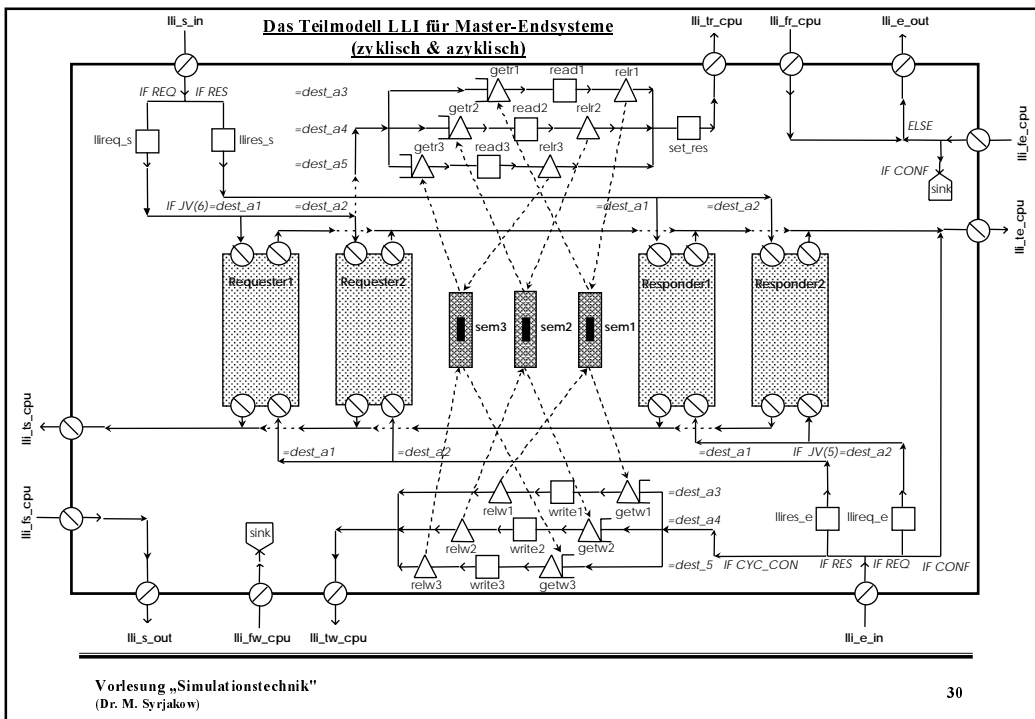 lli_s_in
Das Teilmodell LLI für Master-Endsysteme
(zyklisch & azyklisch)
lli_tr_cpu
lli_fr_cpu
lli_e_out
getr1
read1
relr1
IF REQ
IF RES
=dest_a3
getr2
read2
relr2
llireq_s
llires_s
=dest_a4
ELSE
set_res
lli_fe_cpu
getr3
read3
relr3
=dest_a5
IF CONF
sink
IF JV(6)=dest_a1
=dest_a2
=dest_a1
=dest_a2
lli_te_cpu
Requester1
Requester2
Responder1
Responder2
sem3
sem2
sem1
lli_ts_cpu
=dest_a1
=dest_a2
=dest_a1
IF JV(5)=dest_a2
lli_fs_cpu
relw1
write1
getw1
=dest_a3
llires_e
llireq_e
sink
=dest_a4
relw2
write2
getw2
=dest_5
IF CYC_CON
IF RES
IF REQ
IF CONF
relw3
write3
getw3
lli_s_out
lli_fw_cpu
lli_tw_cpu
lli_e_in
Vorlesung „Simulationstechnik"
(Dr. M. Syrjakow)
30